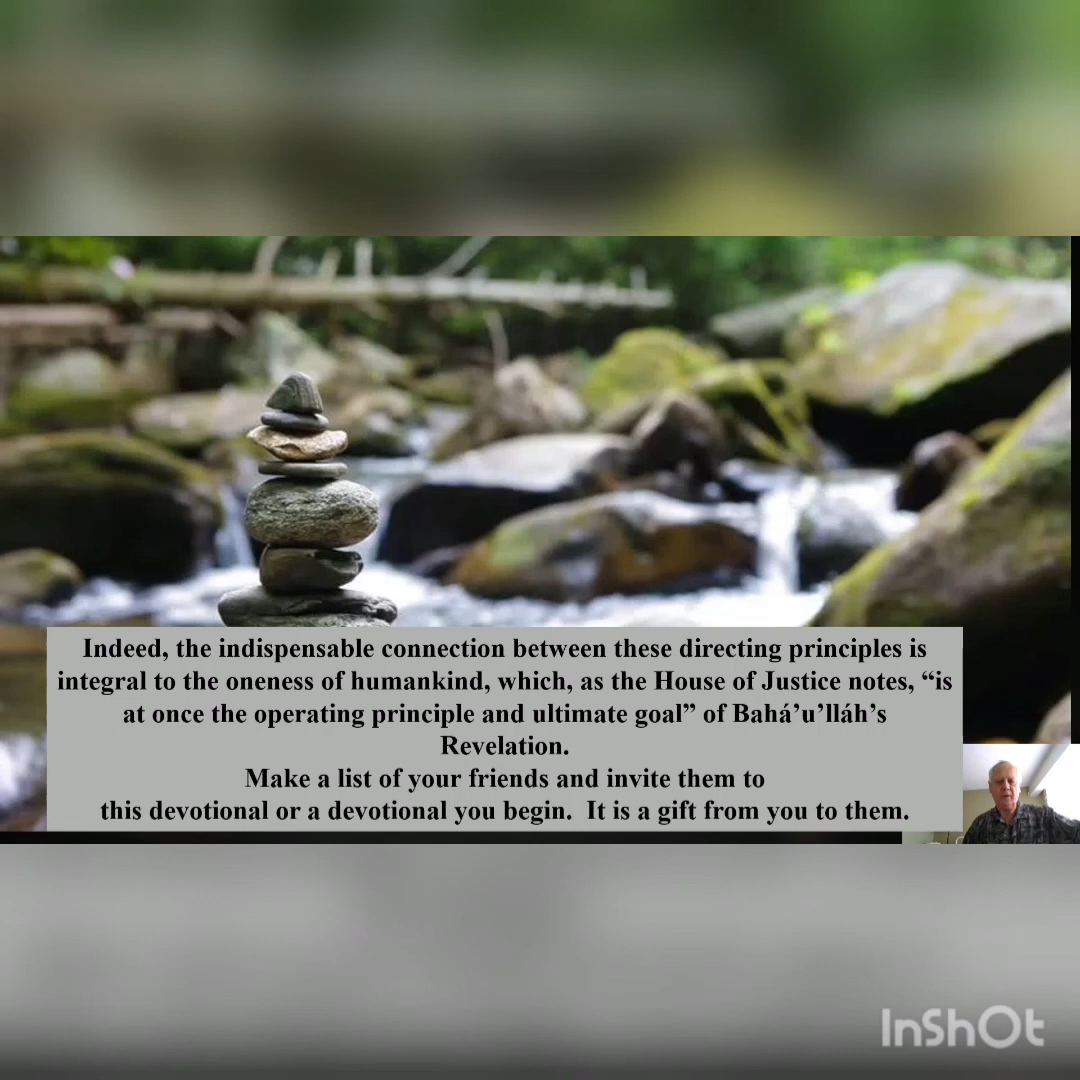 Indeed, the indispensable connection between these directing principles is
integral to the oneness of humankind, which, as the House of Justice notes, “is
at once the operating principle and ultimate goal” of Bahá’u’lláh’s
Revelation.
Make a list of your friends and invite them to
this devotional or a devotional you begin.  It is a gift from you to them.
InShOt